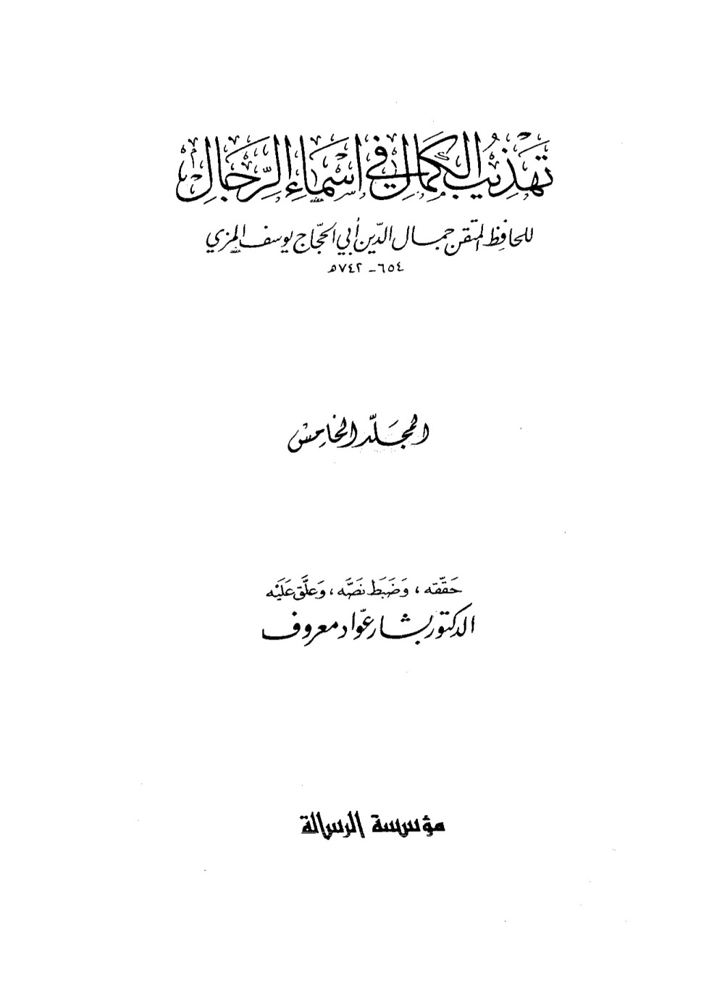 تهذيب الكمال في أسماء الرجال
للحافظ المتقن جمال الدين أبي الحجاج يوسف المزي
٦٥٤ - ٧٤٢ه
المجلد الخامس
حققه ، وضبط نصه ، وعلق عليه
الدكتور بشار عواد معروف
مؤسسة الرسالة